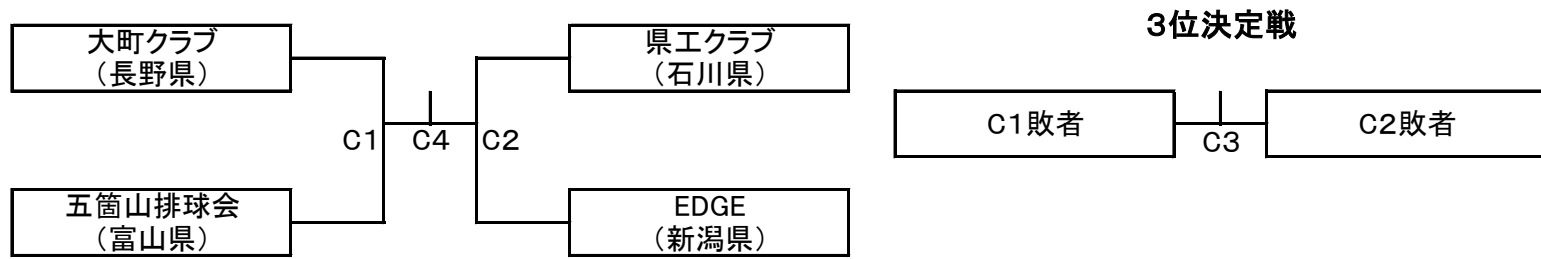 大町クラブ
（長野県）
県工クラブ
（石川県）
C1
C4
C2
五箇山排球会
（富山県）
EDGE
（新潟県）
3位決定戦
C1敗者
C3
C2敗者